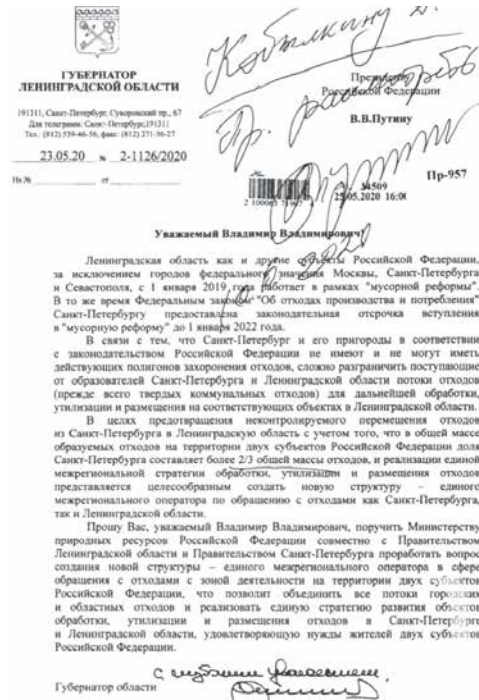 ГУБЕРНАТОР
ЛЕНИНГРАДСКОЙ ОБЛАСТИ
191311, Санкт-Петербург, Суворовский пр., 67
Для телеграмм: Санкт-Петербург,191311
Тел.: (812) 539-46-56, факс: (812) 271-56-27
23.05.20 № 2-1126/2020
На № от
Кобылкину Д.
Пр. рассмотреть
Президенту
Российской Федерации
В.В.Путину
Пр-957
34509
25.05.2020 16:06
Уважаемый Владимир Владимирович!
Ленинградская область как и другие субъекты Российской Федерации,
за исключением городов федерального значения Москвы, Санкт-Петербурга
и Севастополя, с 1 января 2019 года работает в рамках "мусорной реформы".
В то же время Федеральным законом "Об отходах производства и потребления"
Санкт-Петербургу предоставлена законодательная отсрочка вступления
в "мусорную реформу" до 1 января 2022 года.
В связи с тем, что Санкт-Петербург и его пригороды в соответствии
с законодательством Российской Федерации не имеют и не могут иметь
действующих полигонов захоронения отходов, сложно разграничить поступающие
от образователей Санкт-Петербурга и Ленинградской области потоки отходов
(прежде всего твердых коммунальных отходов) для дальнейшей обработки,
утилизации и размещения на соответствующих объектах в Ленинградской области.
В целях предотвращения неконтролируемого перемещения отходов
из Санкт-Петербурга в Ленинградскую область с учетом того, что в общей массе
образуемых отходов на территории двух субъектов Российской Федерации доля
Санкт-Петербурга составляет более 2/3 общей массы отходов, и реализации единой
межрегиональной стратегии обработки, утилизации и размещения отходов
представляется целесообразным создать новую структуру – единого
межрегионального оператора по обращению с отходами как Санкт-Петербурга,
так и Ленинградской области.
Прошу Вас, уважаемый Владимир Владимирович, поручить Министерству
природных ресурсов Российской Федерации совместно с Правительством
Ленинградской области и Правительством Санкт-Петербурга проработать вопрос
создания новой структуры – единого межрегионального оператора в сфере
обращения с отходами с зоной деятельности на территории двух субъектов
Российской Федерации, что позволит объединить все потоки городских
и областных отходов и реализовать единую стратегию развития объектов
обработки, утилизации и размещения отходов в Санкт-Петербурге
и Ленинградской области, удовлетворяющую нужды жителей двух субъектов
Российской Федерации.
С глубоким уважением,
Губернатор области